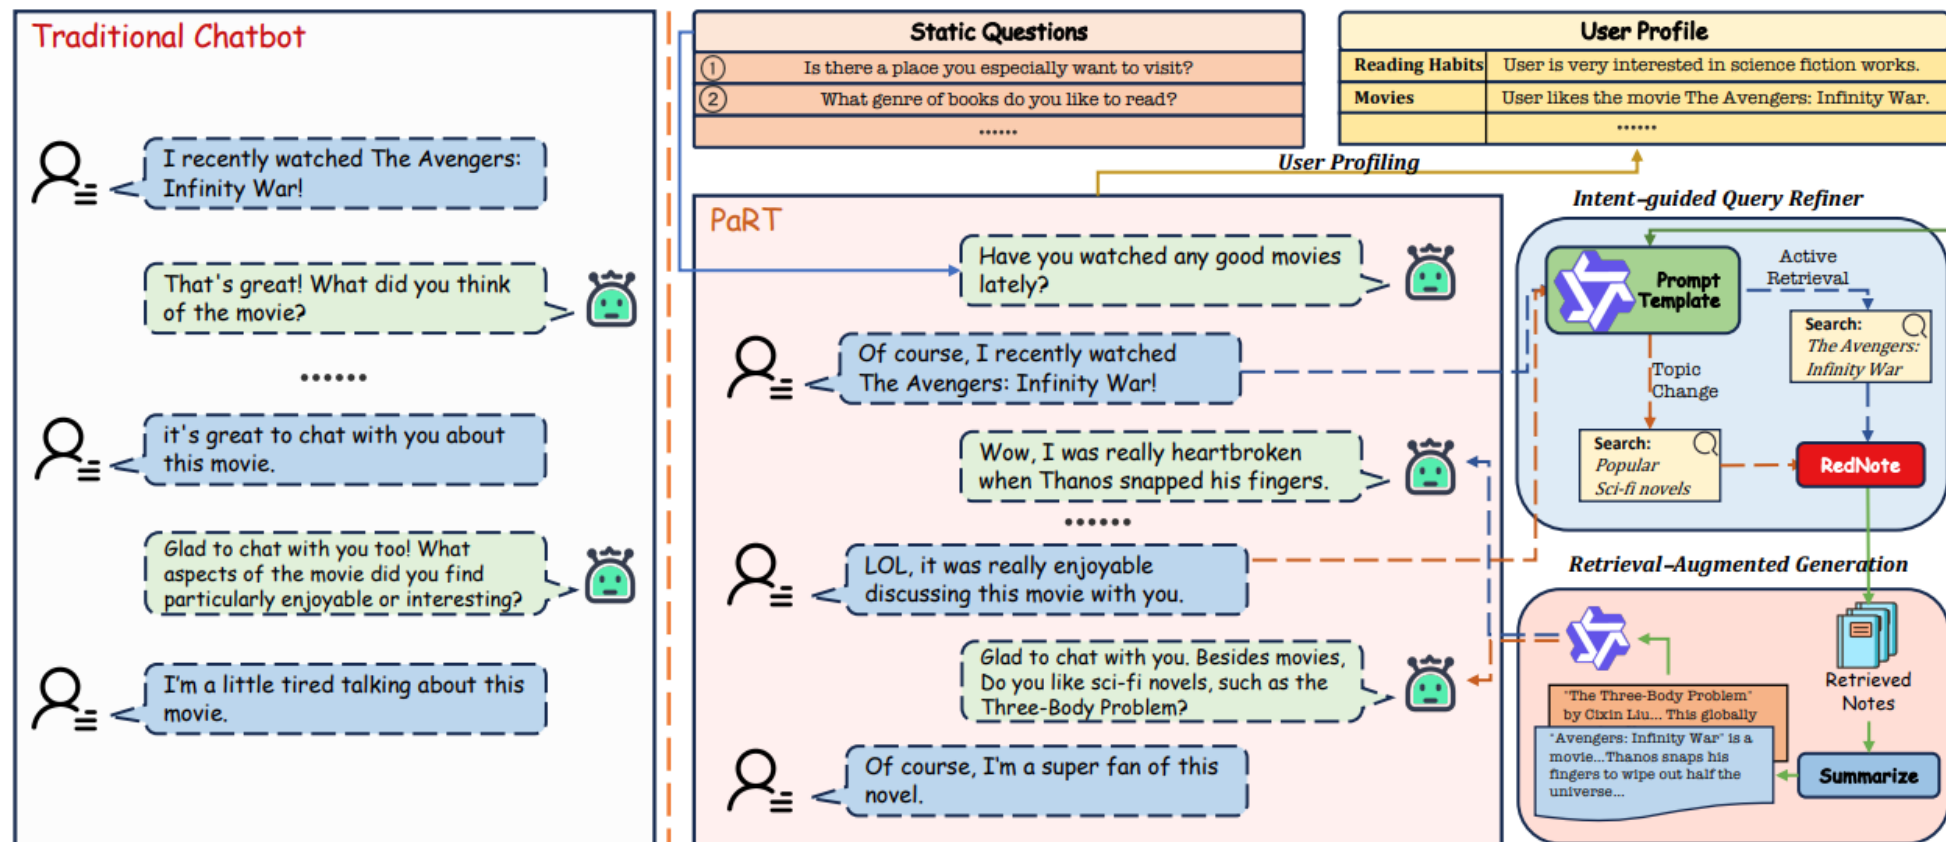 Traditional Chatbot
I recently watched The Avengers:
Infinity War!
That's great! What did you think
of the movie?
......
it's great to chat with you about
this movie.
Glad to chat with you too! What
aspects of the movie did you find
particularly enjoyable or interesting?
I'm a little tired talking about this
movie.
Static Questions
1 Is there a place you especially want to visit?
2 What genre of books do you like to read?
......
User Profile
Reading Habits User is very interested in science fiction works.
Movies User likes the movie The Avengers: Infinity War.
......
User Profiling
PaRT
Have you watched any good movies
lately?
Of course, I recently watched
The Avengers: Infinity War!
Wow, I was really heartbroken
when Thanos snapped his fingers.
......
LOL, it was really enjoyable
discussing this movie with you.
Glad to chat with you. Besides movies,
Do you like sci-fi novels, such as the
Three-Body Problem?
Of course, I'm a super fan of this
novel.
Intent-guided Query Refiner
Prompt
Template
Active
Retrieval
Search:
The Avengers:
Infinity War
Topic
Change
Search:
Popular
Sci-fi novels
RedNote
Retrieval-Augmented Generation
Retrieved
Notes
Summarize
"The Three-Body Problem"
by Cixin Liu... This globally
"Avengers: Infinity War" is a
movie...Thanos snaps his
fingers to wipe out half the
universe...